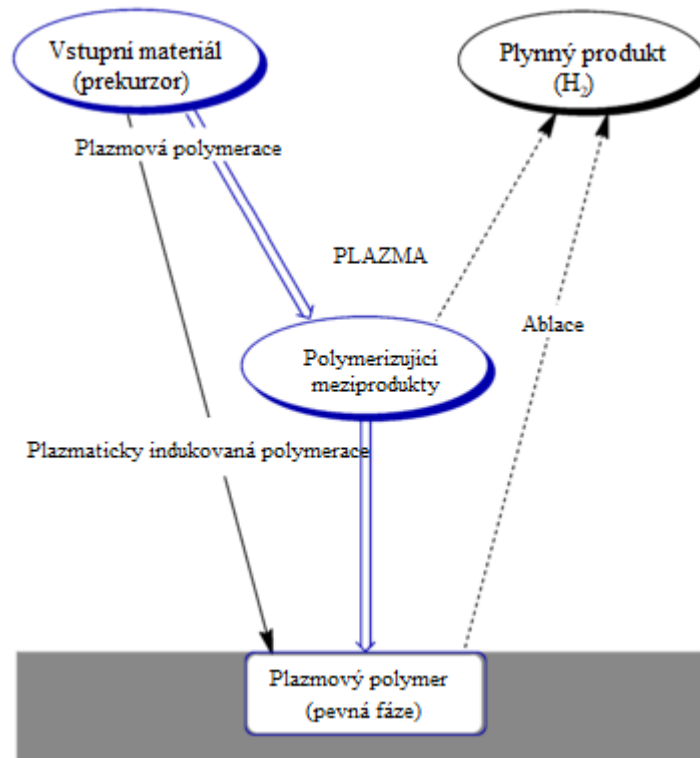 Vstupní materiál
(prekurzor)
Plynný produkt
(H₂)
Plazmová polymerace
PLAZMA
Ablace
Polymerizující
meziprodukty
Plazmaticky indukovaná polymerace
Plazmový polymer
(pevná fáze)